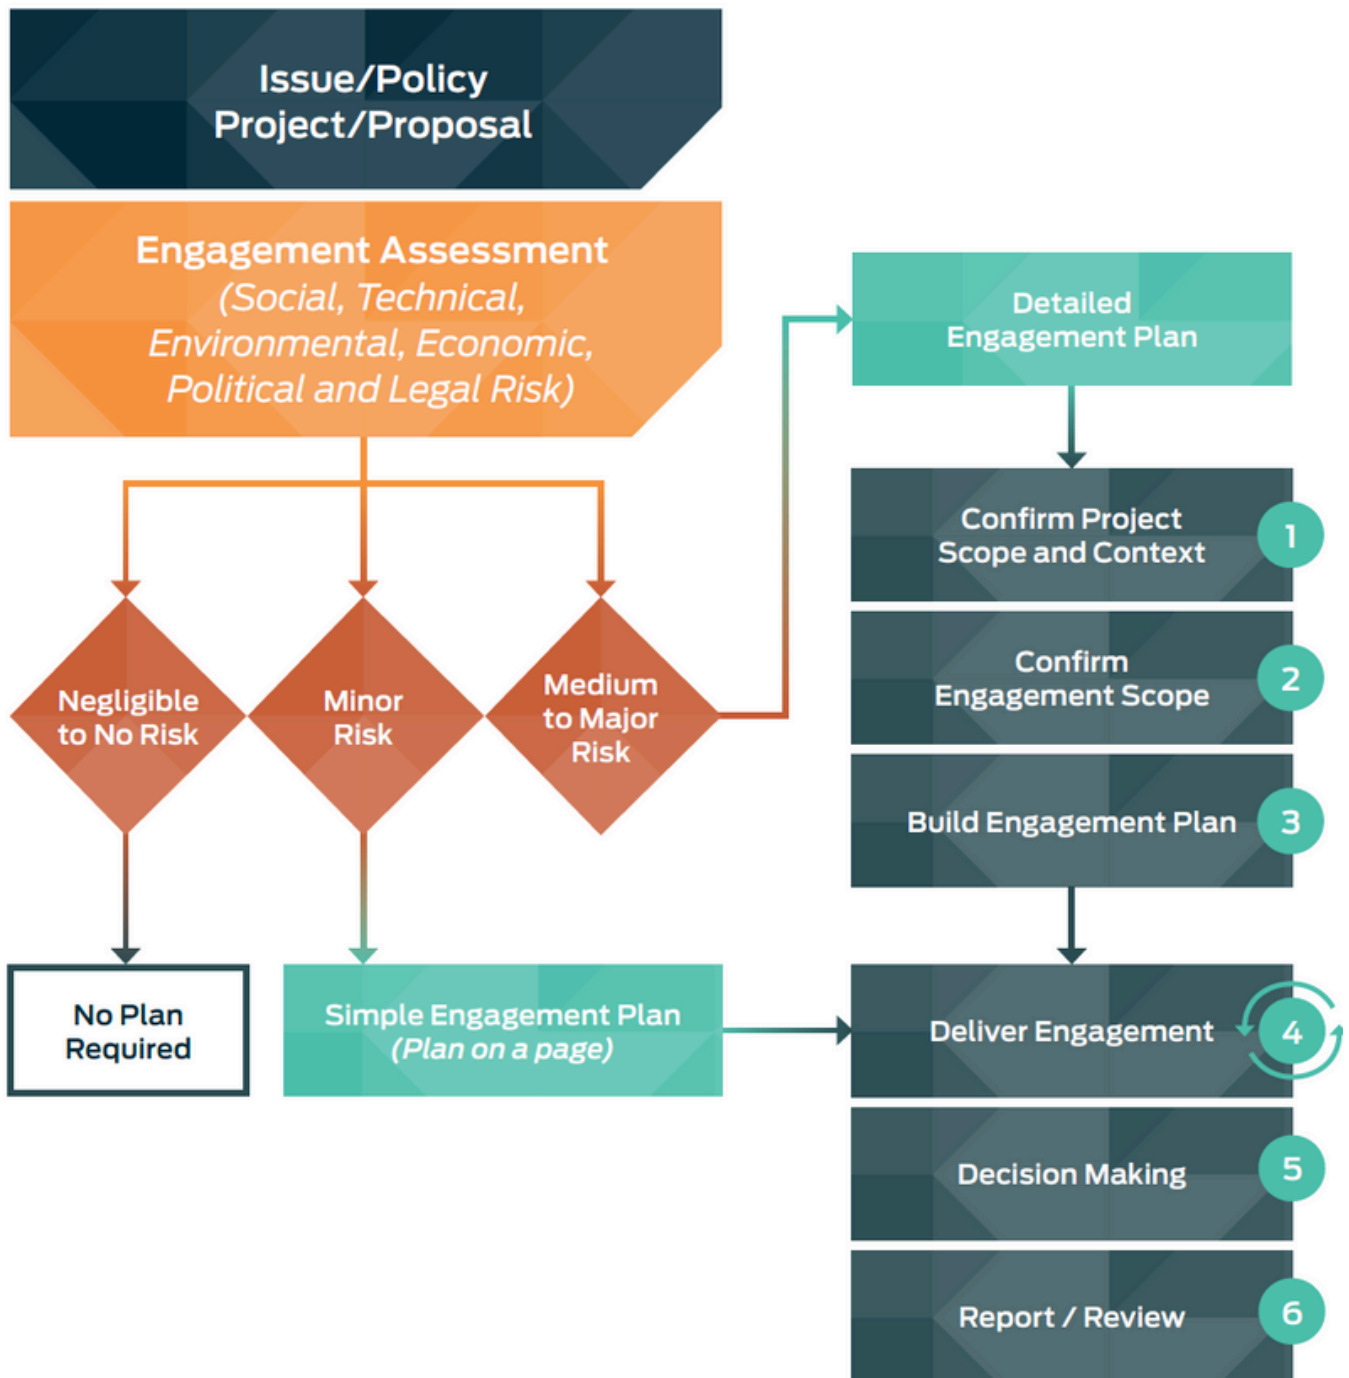 Issue/Policy
Project/Proposal
Engagement Assessment
(Social, Technical,
Environmental, Economic,
Political and Legal Risk)
Negligible
to No Risk
Minor
Risk
Medium
to Major
Risk
No Plan
Required
Simple Engagement Plan
(Plan on a page)
Detailed
Engagement Plan
Confirm Project
Scope and Context
1
Confirm
Engagement Scope
2
Build Engagement Plan
3
Deliver Engagement
4
Decision Making
5
Report / Review
6